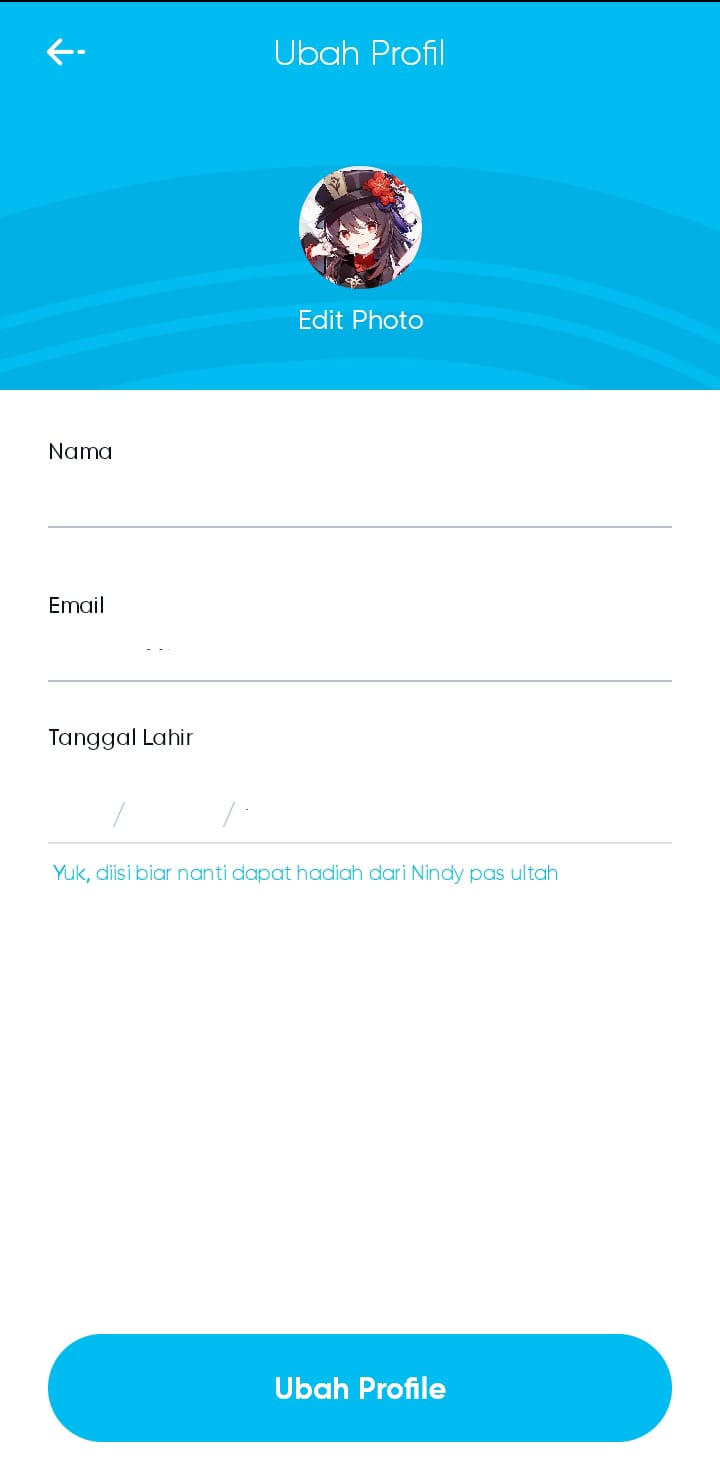 Ubah Profil
Edit Photo
Nama
Email
Tanggal Lahir
/ /
Yuk, diisi biar nanti dapat hadiah dari Nindy pas ultah
Ubah Profile